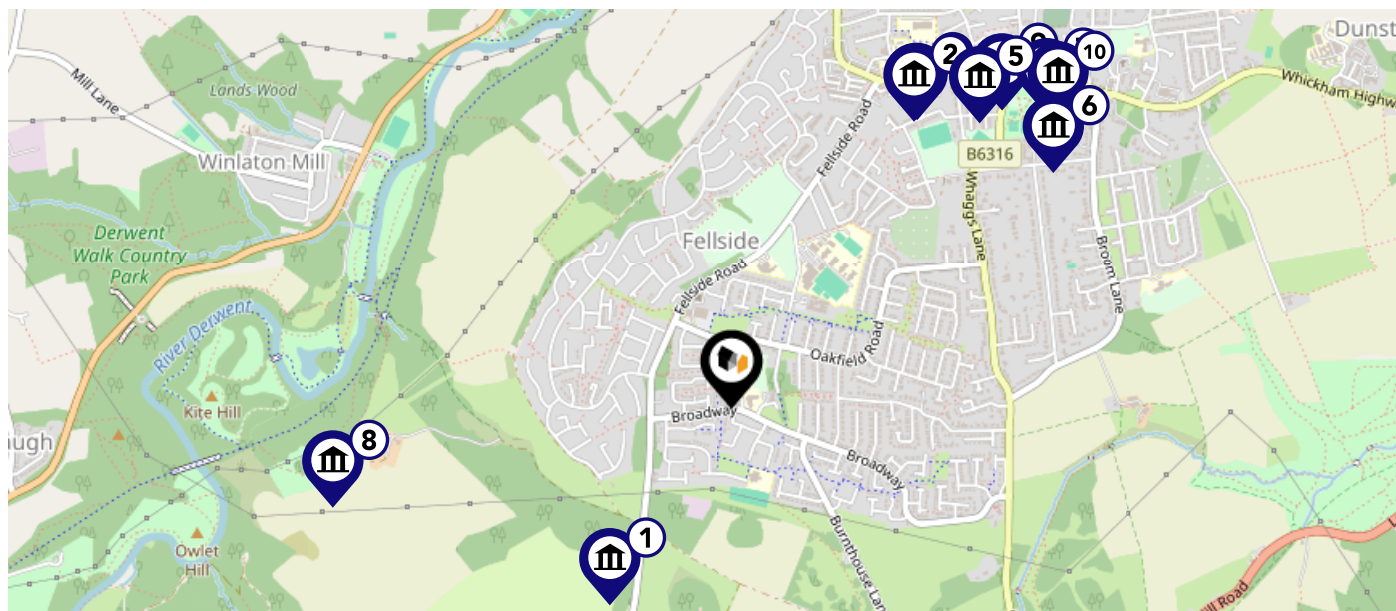 Dunst
2
5
9
10
6
Whickham Highw
Mill Lane
Lands Wood
Winlaton Mill
Fellside Road
B6316
Whaggs Lane
Derwent
Walk Country
Park
Fellside
Broom Lane
Fellside Road
River Derwent
Oakfield Road
Kite Hill
Broadway
augh
8
Broadway
1
Burnthouse Lan
Owlet
Hill
ill Road